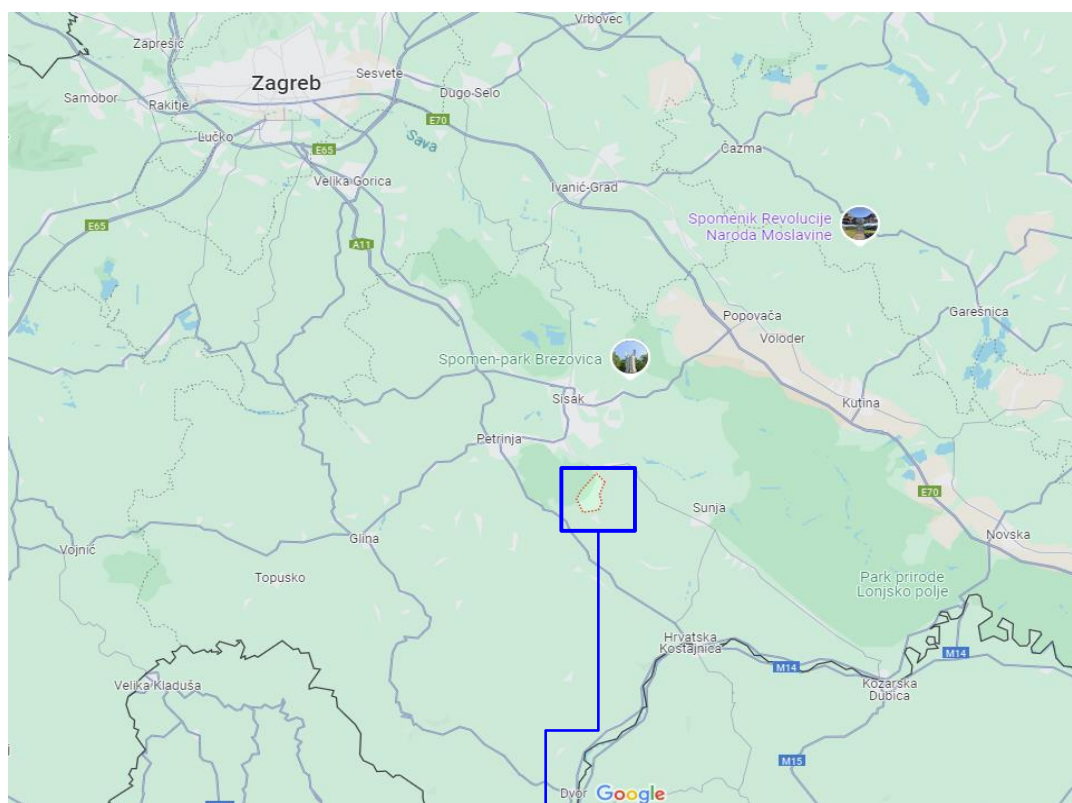 Vrbovec
Zaprešić
Zagreb
Sesvete
Samobor
Rakitje
Dugo Selo
E70
Lučko
E65
Sava
Čazma
Velika Gorica
Ivanić-Grad
E65
A11
Spomenik Revolucije
Naroda Moslavine
Popovača
Garešnica
Voloder
Spomen-park Brezovica
Sisak
Kutina
Petrinja
E70
Sunja
Novska
Glina
Vojnić
Topusko
Park prirode
Lonjsko polje
Hrvatska
Kostajnica
M14
M14
Velika Kladuša
Kozarska
Dubica
M15
Dvor
Google